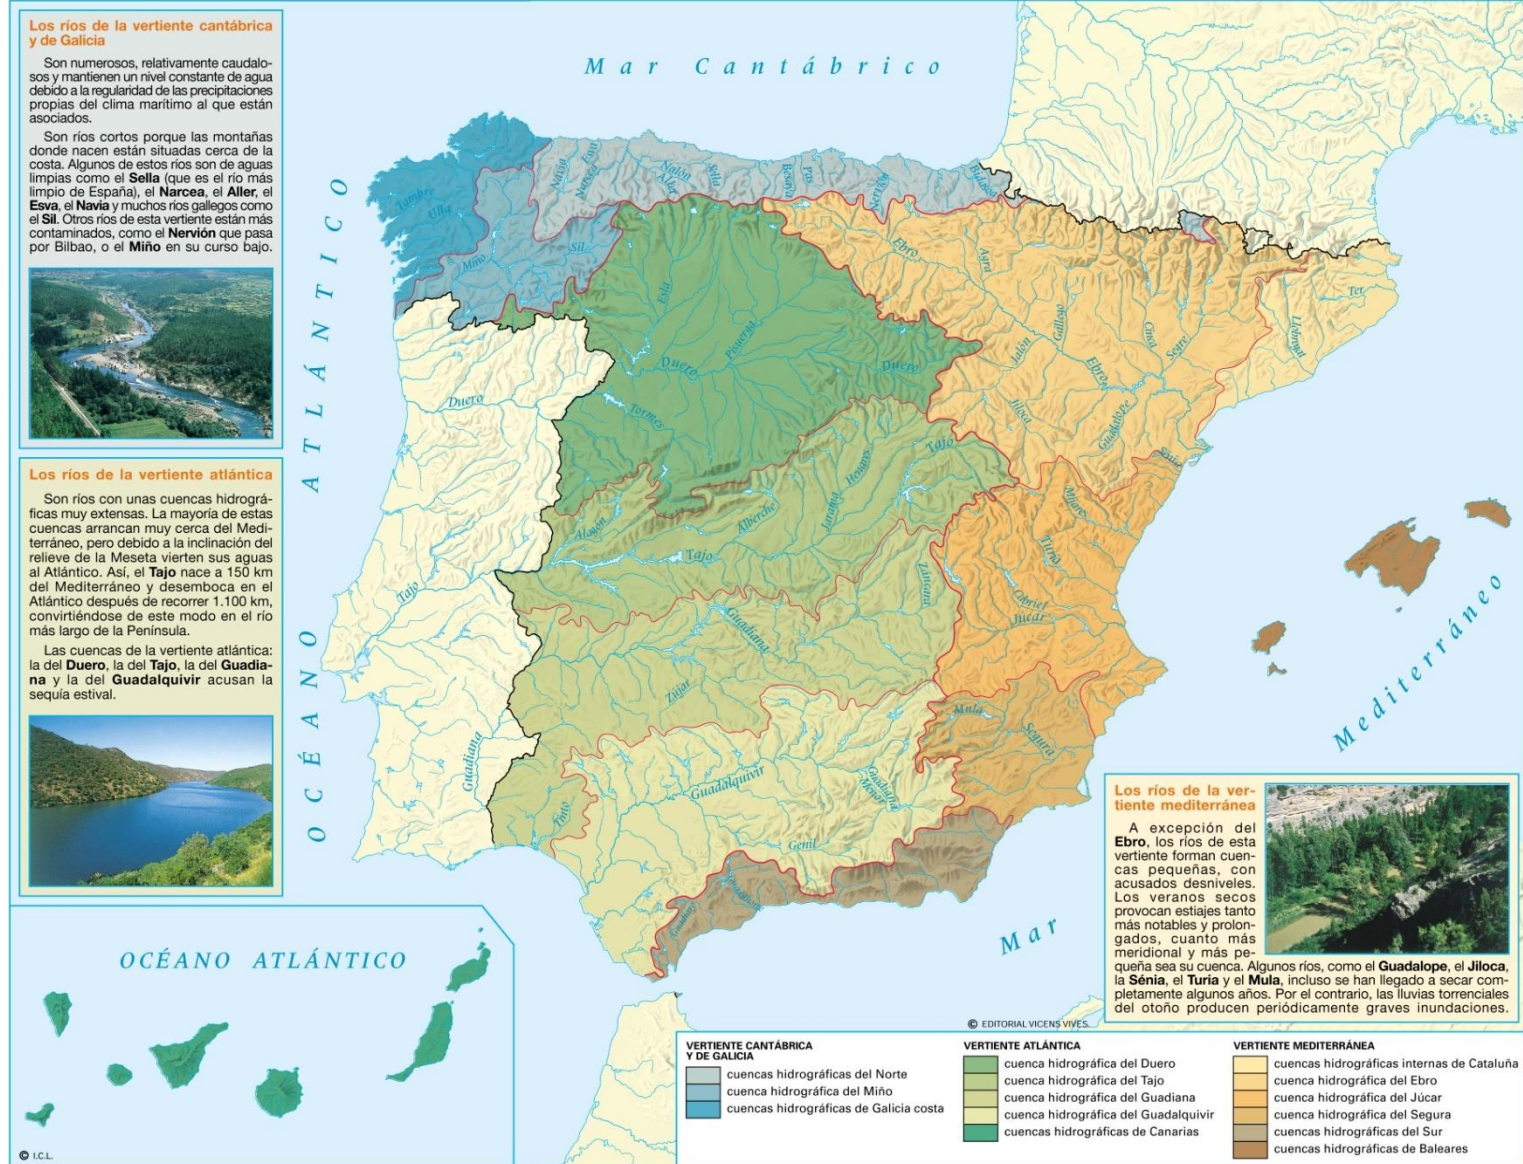 Los ríos de la vertiente cantábrica
y de Galicia
Son numerosos, relativamente caudalo-
sos y mantienen un nivel constante de agua
debido a la regularidad de las precipitaciones
propias del clima marítimo al que están
asociados.
Son ríos cortos porque las montañas
donde nacen están situadas cerca de la
costa. Algunos de estos ríos son de aguas
limpias como el Sella (que es el río más
limpio de España), el Narcea, el Aller, el
Esva, el Navia y muchos ríos gallegos como
el Sil. Otros ríos de esta vertiente están más
contaminados, como el Nervión que pasa
por Bilbao, o el Miño en su curso bajo.
Los ríos de la vertiente atlántica
Son ríos con unas cuencas hidrográ-
ficas muy extensas. La mayoría de estas
cuencas arrancan muy cerca del Medi-
terráneo, pero debido a la inclinación del
relieve de la Meseta vierten sus aguas
al Atlántico. Así, el Tajo nace a 150 km
del Mediterráneo y desemboca en el
Atlántico después de recorrer 1.100 km,
convirtiéndose de este modo en el río
más largo de la Península.
Las cuencas de la vertiente atlántica:
la del Duero, la del Tajo, la del Guadia-
na y la del Guadalquivir acusan la
sequía estival.
Mar Cantábrico
OCÉANO ATLÁNTICO
Mar Mediterráneo
Tambre
Ulla
Miño
Sil
Navia
Narcea
Esva
Nalón
Aller
Sella
Besaya
Pas
Nervión
Bidasoa
Ebro
Arga
Gállego
Cinca
Segre
Ter
Llobregat
Esla
Pisuerga
Duero
Duero
Duero
Tormes
Jalón
Ebro
Jiloca
Guadalope
Sénia
Tajo
Henares
Jarama
Alberche
Alagón
Tajo
Tajo
Mijares
Turia
Cabriel
Júcar
Záncara
Guadiana
Zújar
Guadiana
Mula
Segura
Guadalquivir
Guadiana
Menor
Tinto
Genil
OCÉANO ATLÁNTICO
© I.C.L.
Los ríos de la ver-
tiente mediterránea
A excepción del
Ebro, los ríos de esta
vertiente forman cuen-
cas pequeñas, con
acusados desniveles.
Los veranos secos
provocan estiajes tanto
más notables y prolon-
gados, cuanto más
meridional y más pe-
queña sea su cuenca. Algunos ríos, como el Guadalope, el Jiloca,
la Sénia, el Turia y el Mula, incluso se han llegado a secar com-
pletamente algunos años. Por el contrario, las lluvias torrenciales
del otoño producen periódicamente graves inundaciones.
© EDITORIAL VICENS VIVES.
VERTIENTE CANTÁBRICA
Y DE GALICIA
cuencas hidrográficas del Norte
cuenca hidrográfica del Miño
cuencas hidrográficas de Galicia costa
VERTIENTE ATLÁNTICA
cuenca hidrográfica del Duero
cuenca hidrográfica del Tajo
cuenca hidrográfica del Guadiana
cuenca hidrográfica del Guadalquivir
cuencas hidrográficas de Canarias
VERTIENTE MEDITERRÁNEA
cuencas hidrográficas internas de Cataluña
cuenca hidrográfica del Ebro
cuenca hidrográfica del Júcar
cuenca hidrográfica del Segura
cuencas hidrográficas del Sur
cuencas hidrográficas de Baleares